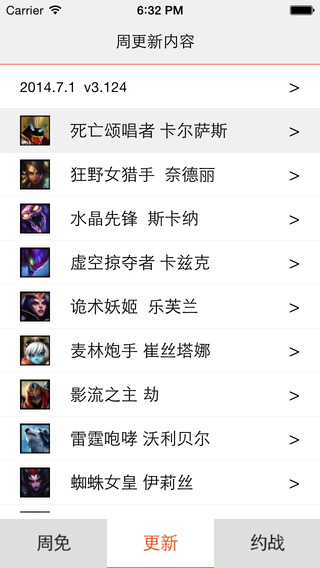 Carrier 6:32 PM
周更新内容
2014.7.1 v3.124 >
死亡颂唱者 卡尔萨斯 >
狂野女猎手 奈德丽 >
水晶先锋 斯卡纳 >
虚空掠夺者 卡兹克 >
诡术妖姬 乐芙兰 >
麦林炮手 崔丝塔娜 >
影流之主 劫 >
雷霆咆哮 沃利贝尔 >
蜘蛛女皇 伊莉丝 >
周免 更新 约战